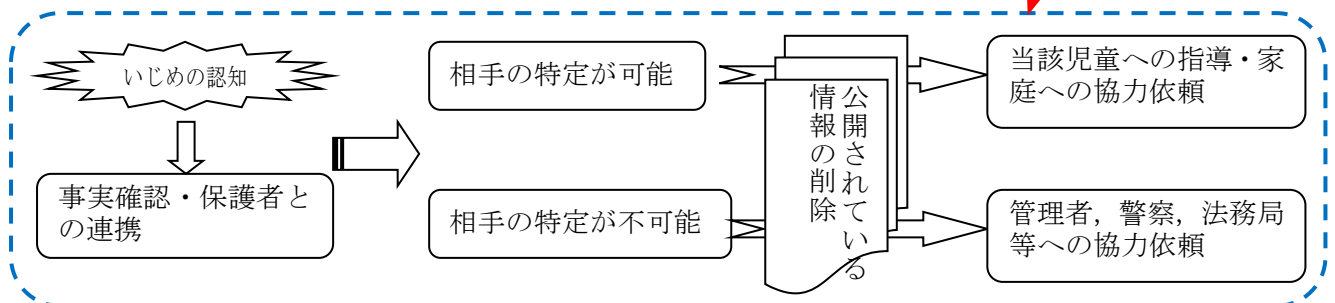 いじめの認知
事実確認・保護者と
の連携
相手の特定が可能
相手の特定が不可能
公開されている
情報の削除
当該児童への指導・家
庭への協力依頼
管理者，警察，法務局
等への協力依頼